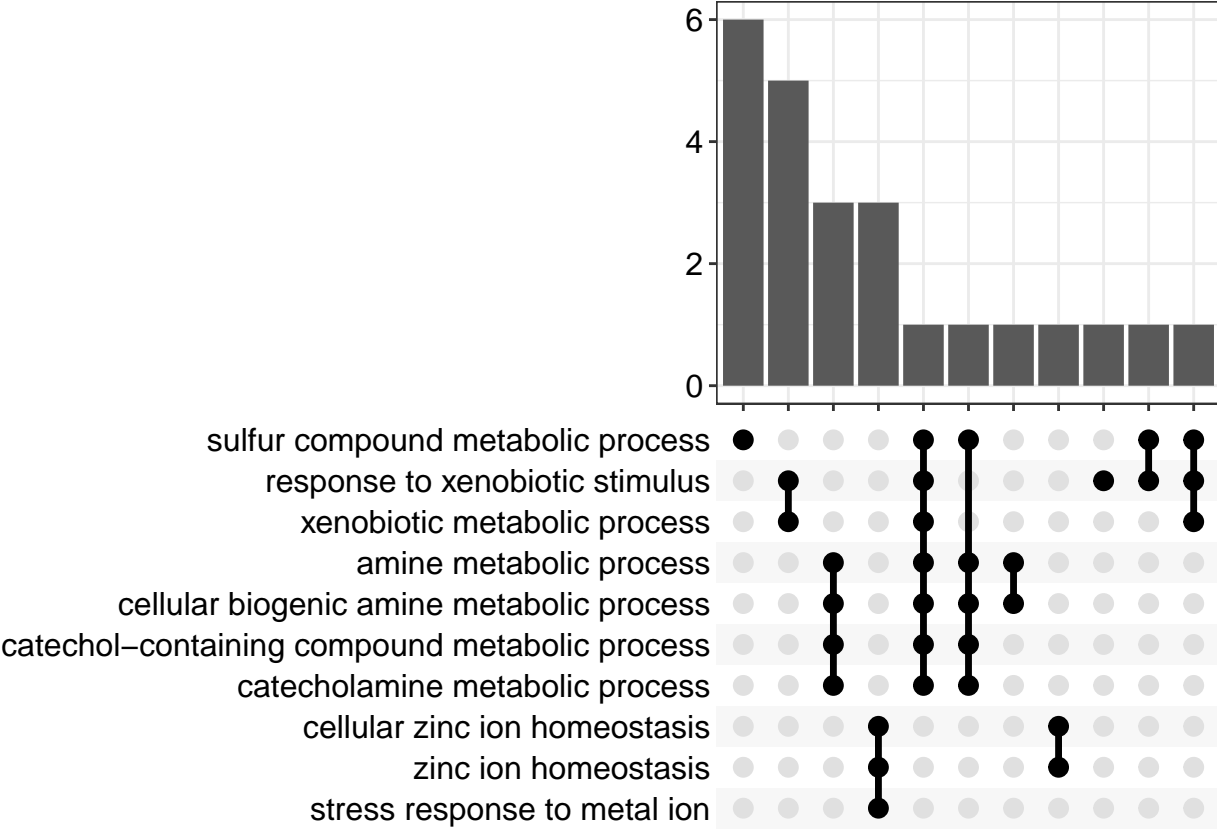 6
4
2
0
sulfur compound metabolic process
response to xenobiotic stimulus
xenobiotic metabolic process
amine metabolic process
cellular biogenic amine metabolic process
catechol−containing compound metabolic process
catecholamine metabolic process
cellular zinc ion homeostasis
zinc ion homeostasis
stress response to metal ion